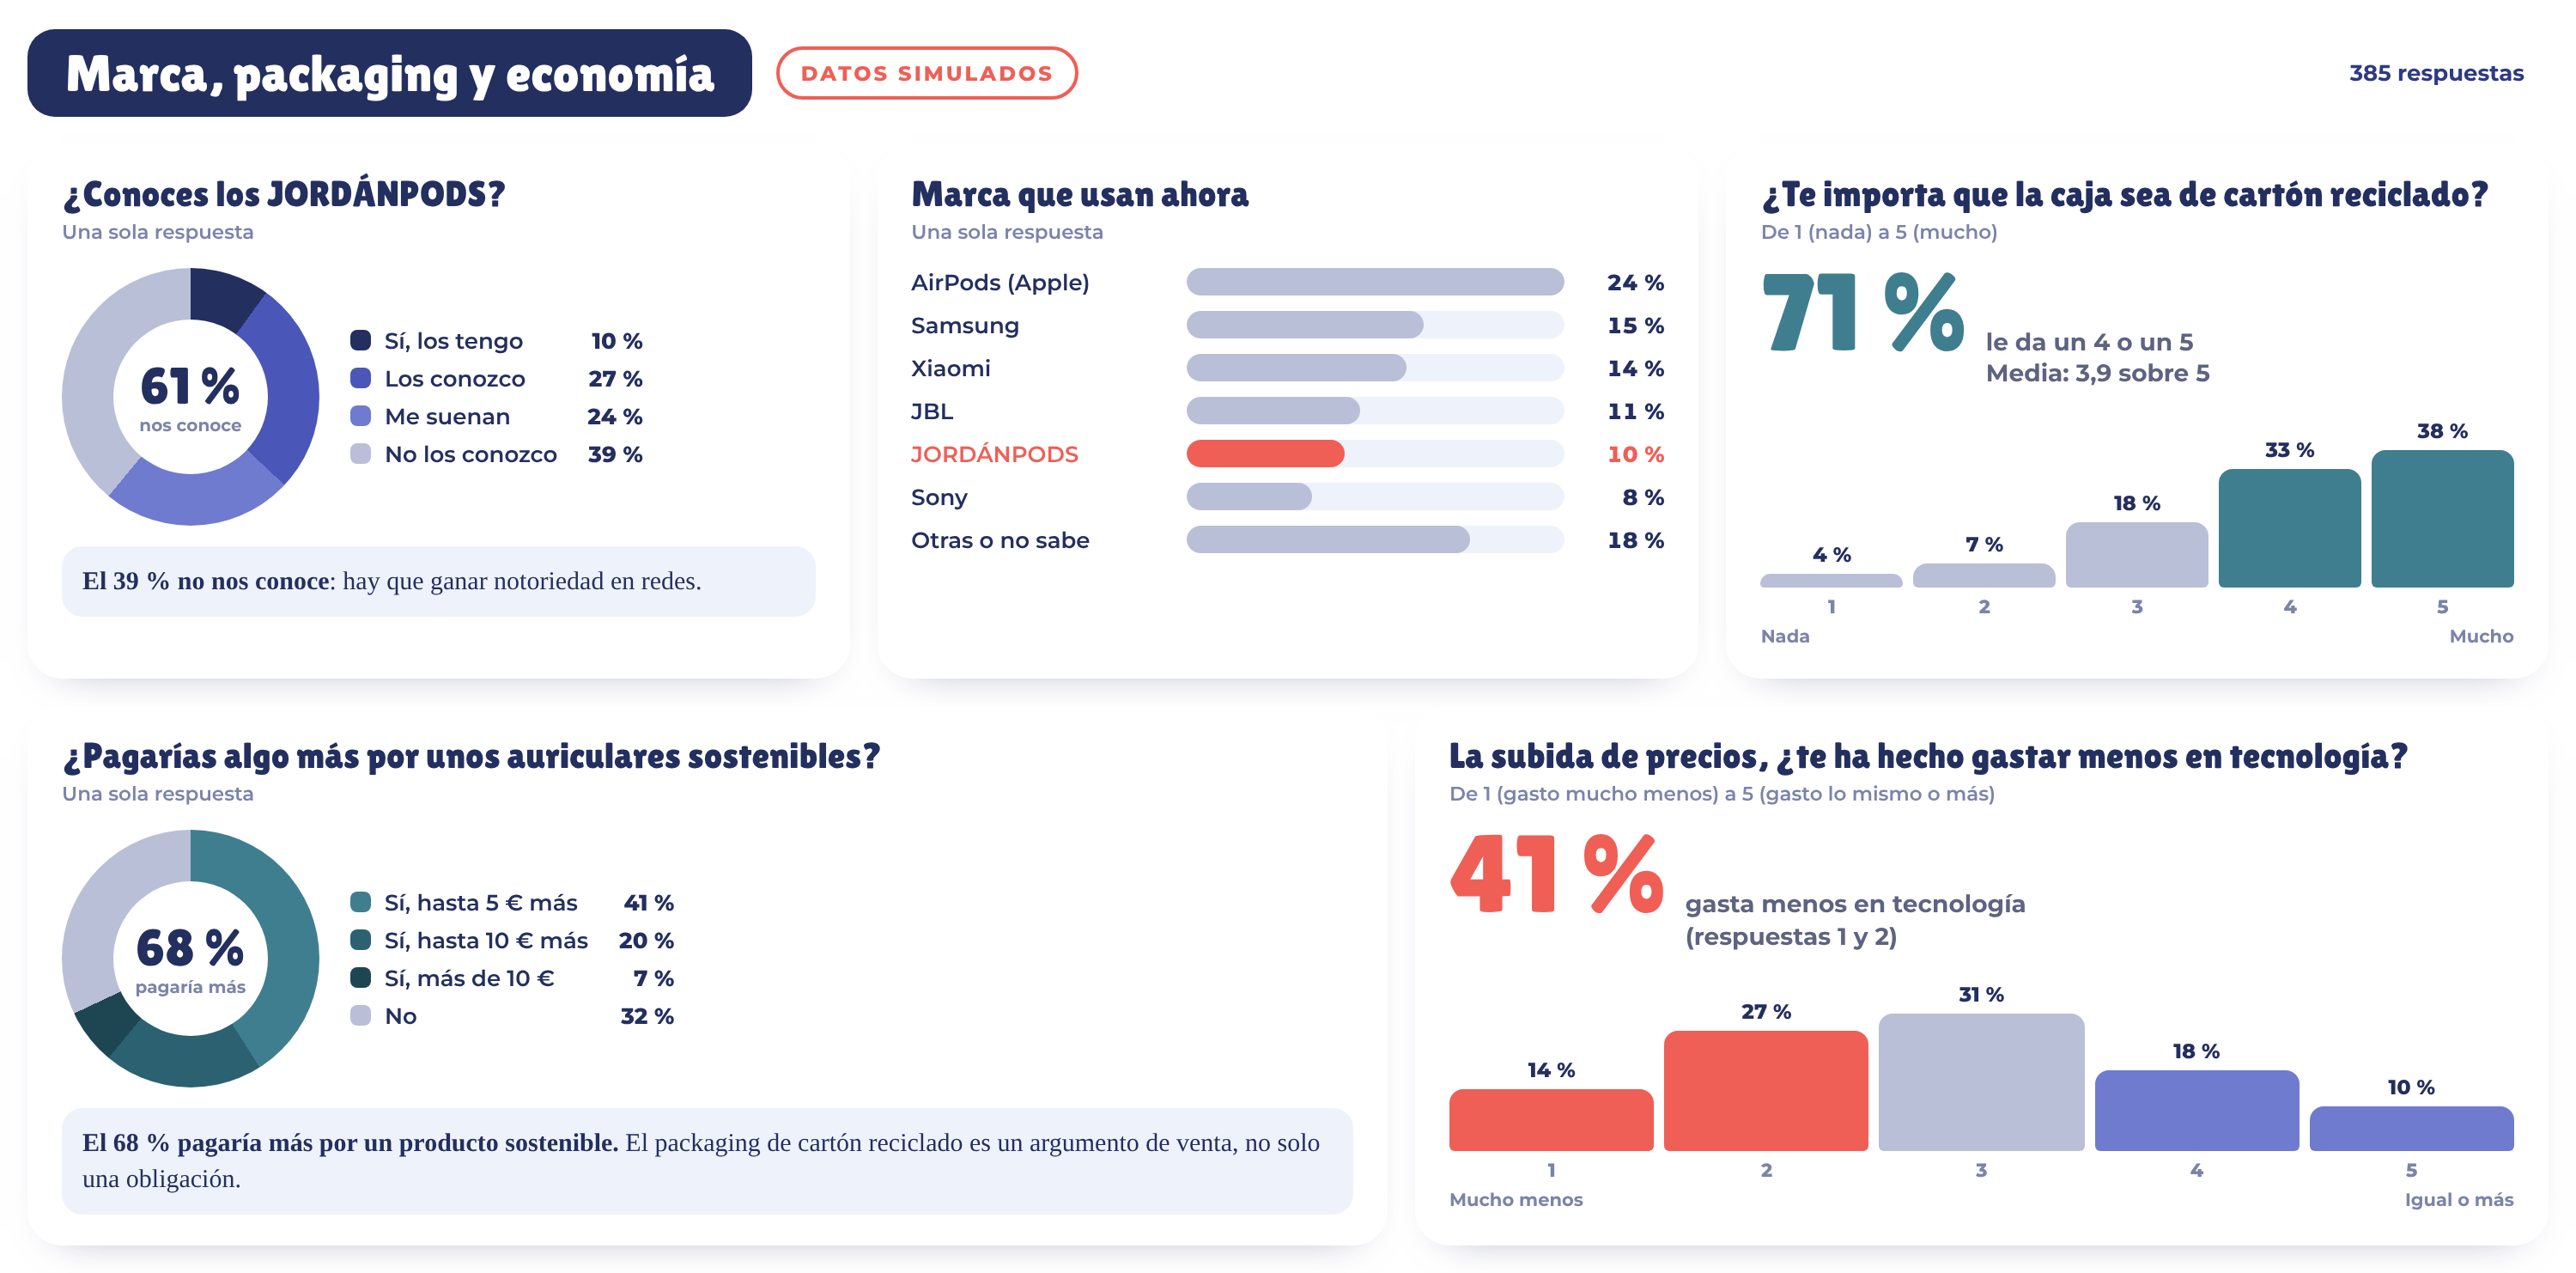 Marca, packaging y economía
DATOS SIMULADOS
385 respuestas
¿Conoces los JORDÁNPODS?
Una sola respuesta
61 %
nos conoce
Sí, los tengo 10 %
Los conozco 27 %
Me suenan 24 %
No los conozco 39 %
El 39 % no nos conoce: hay que ganar notoriedad en redes.
Marca que usan ahora
Una sola respuesta
AirPods (Apple) 24 %
Samsung 15 %
Xiaomi 14 %
JBL 11 %
JORDÁNPODS 10 %
Sony 8 %
Otras o no sabe 18 %
¿Te importa que la caja sea de cartón reciclado?
De 1 (nada) a 5 (mucho)
71 %
le da un 4 o un 5
Media: 3,9 sobre 5
4 % 7 % 18 % 33 % 38 %
1 2 3 4 5
Nada Mucho
¿Pagarías algo más por unos auriculares sostenibles?
Una sola respuesta
68 %
pagaría más
Sí, hasta 5 € más 41 %
Sí, hasta 10 € más 20 %
Sí, más de 10 € 7 %
No 32 %
El 68 % pagaría más por un producto sostenible. El packaging de cartón reciclado es un argumento de venta, no solo
una obligación.
La subida de precios, ¿te ha hecho gastar menos en tecnología?
De 1 (gasto mucho menos) a 5 (gasto lo mismo o más)
41 %
gasta menos en tecnología
(respuestas 1 y 2)
14 % 27 % 31 % 18 % 10 %
1 2 3 4 5
Mucho menos Igual o más